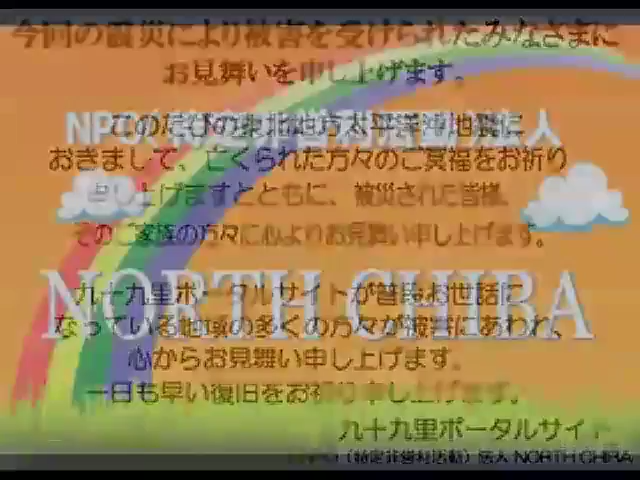 今回の震災により被害を受けられたみなさまに
お見舞いを申し上げます。
このたびの東北地方太平洋沖地震に
NPO 人
おきまして、亡くられた方々のご冥福をお祈り
申し上げますとともに、被災された皆様、
そのご家族の方々に心よりお見舞い申し上げます。
NORTH CHIBA
九十九里ポータルサイトが普段お世話に
なっている地域の多くの方々が被害にあわれ、
心からお見舞い申し上げます。
一日も早い復旧をお祈り申し上げます。
九十九里ポータルサイト
NPO（特定非営利活動）法人 NORTH CHIBA